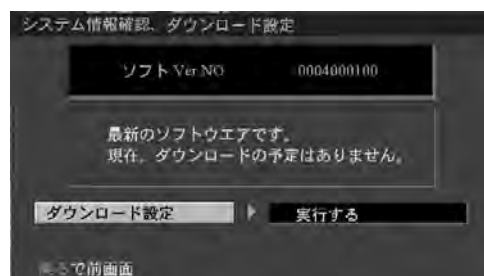 システム情報確認、ダウンロード設定
ソフト Ver.NO 0004000100
最新のソフトウエアです。
現在、ダウンロードの予定はありません。
ダウンロード設定 ▶ 実行する
で前画面